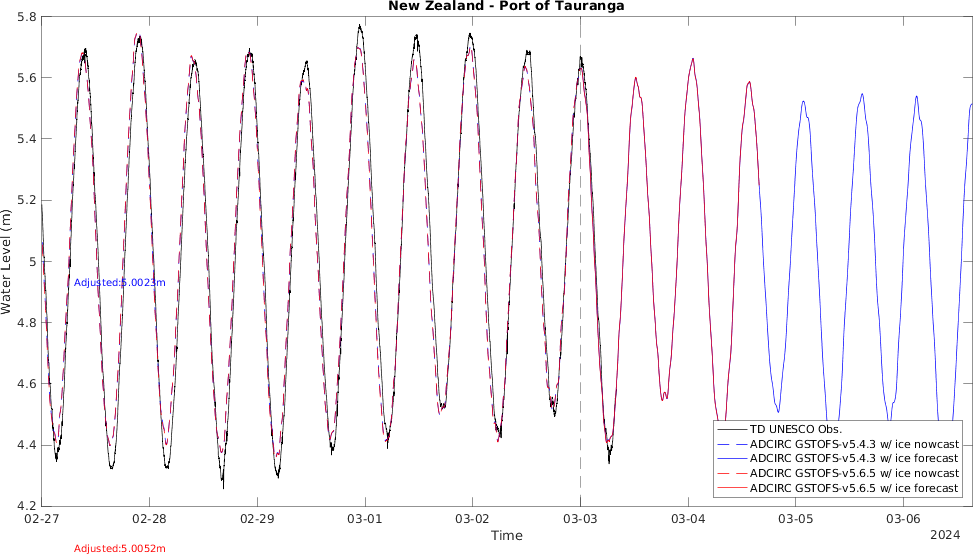 New Zealand - Port of Tauranga
5.8
5.6
5.4
5.2
5
4.8
4.6
4.4
4.2
Water Level (m)
Adjusted:5.0023m
TD UNESCO Obs.
ADCIRC GSTOFS-v5.4.3 w/ ice nowcast
ADCIRC GSTOFS-v5.4.3 w/ ice forecast
ADCIRC GSTOFS-v5.6.5 w/ ice nowcast
ADCIRC GSTOFS-v5.6.5 w/ ice forecast
02-27 02-28 02-29 03-01 03-02 03-03 03-04 03-05 03-06
Time
2024
Adjusted:5.0052m